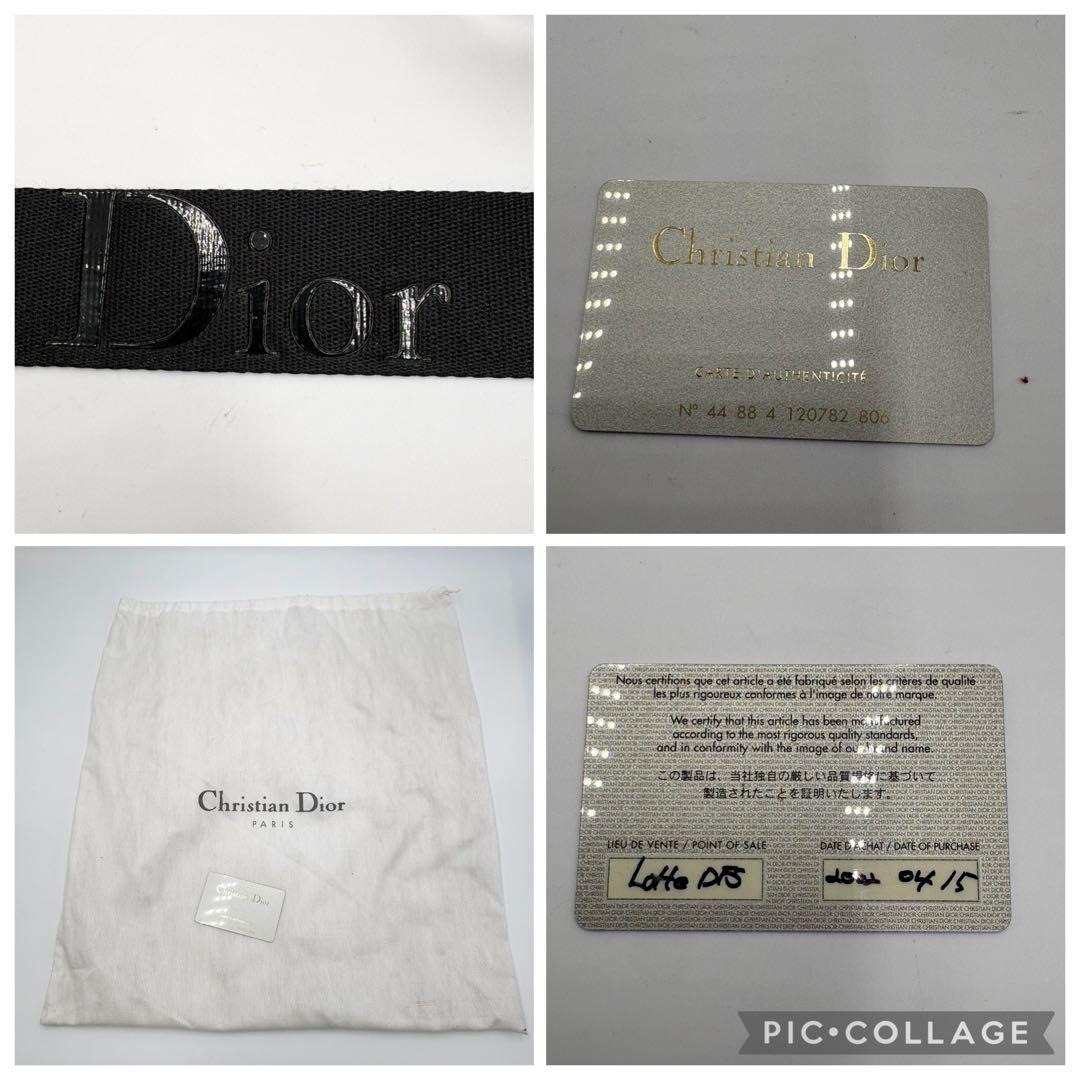 Dior
Christian Dior
CARTE D'AUTHENTICITÉ
N° 44 88 4 120782 806
Christian Dior
PARIS
Christian Dior
Nous certifions que cet article a été fabriqué selon les critères de qualité
les plus rigoureux conformes à l'image de notre marque.
We certify that this article has been manufactured
according to the most rigorous quality standards,
and in conformity with the image of our brand name.
この製品は、当社独自の厳しい品質規格に基づいて
製造されたことを証明いたします。
LIEU DE VENTE / POINT OF SALE
DATE D'ACHAT / DATE OF PURCHASE
Lotte
04 15
PIC•COLLAGE